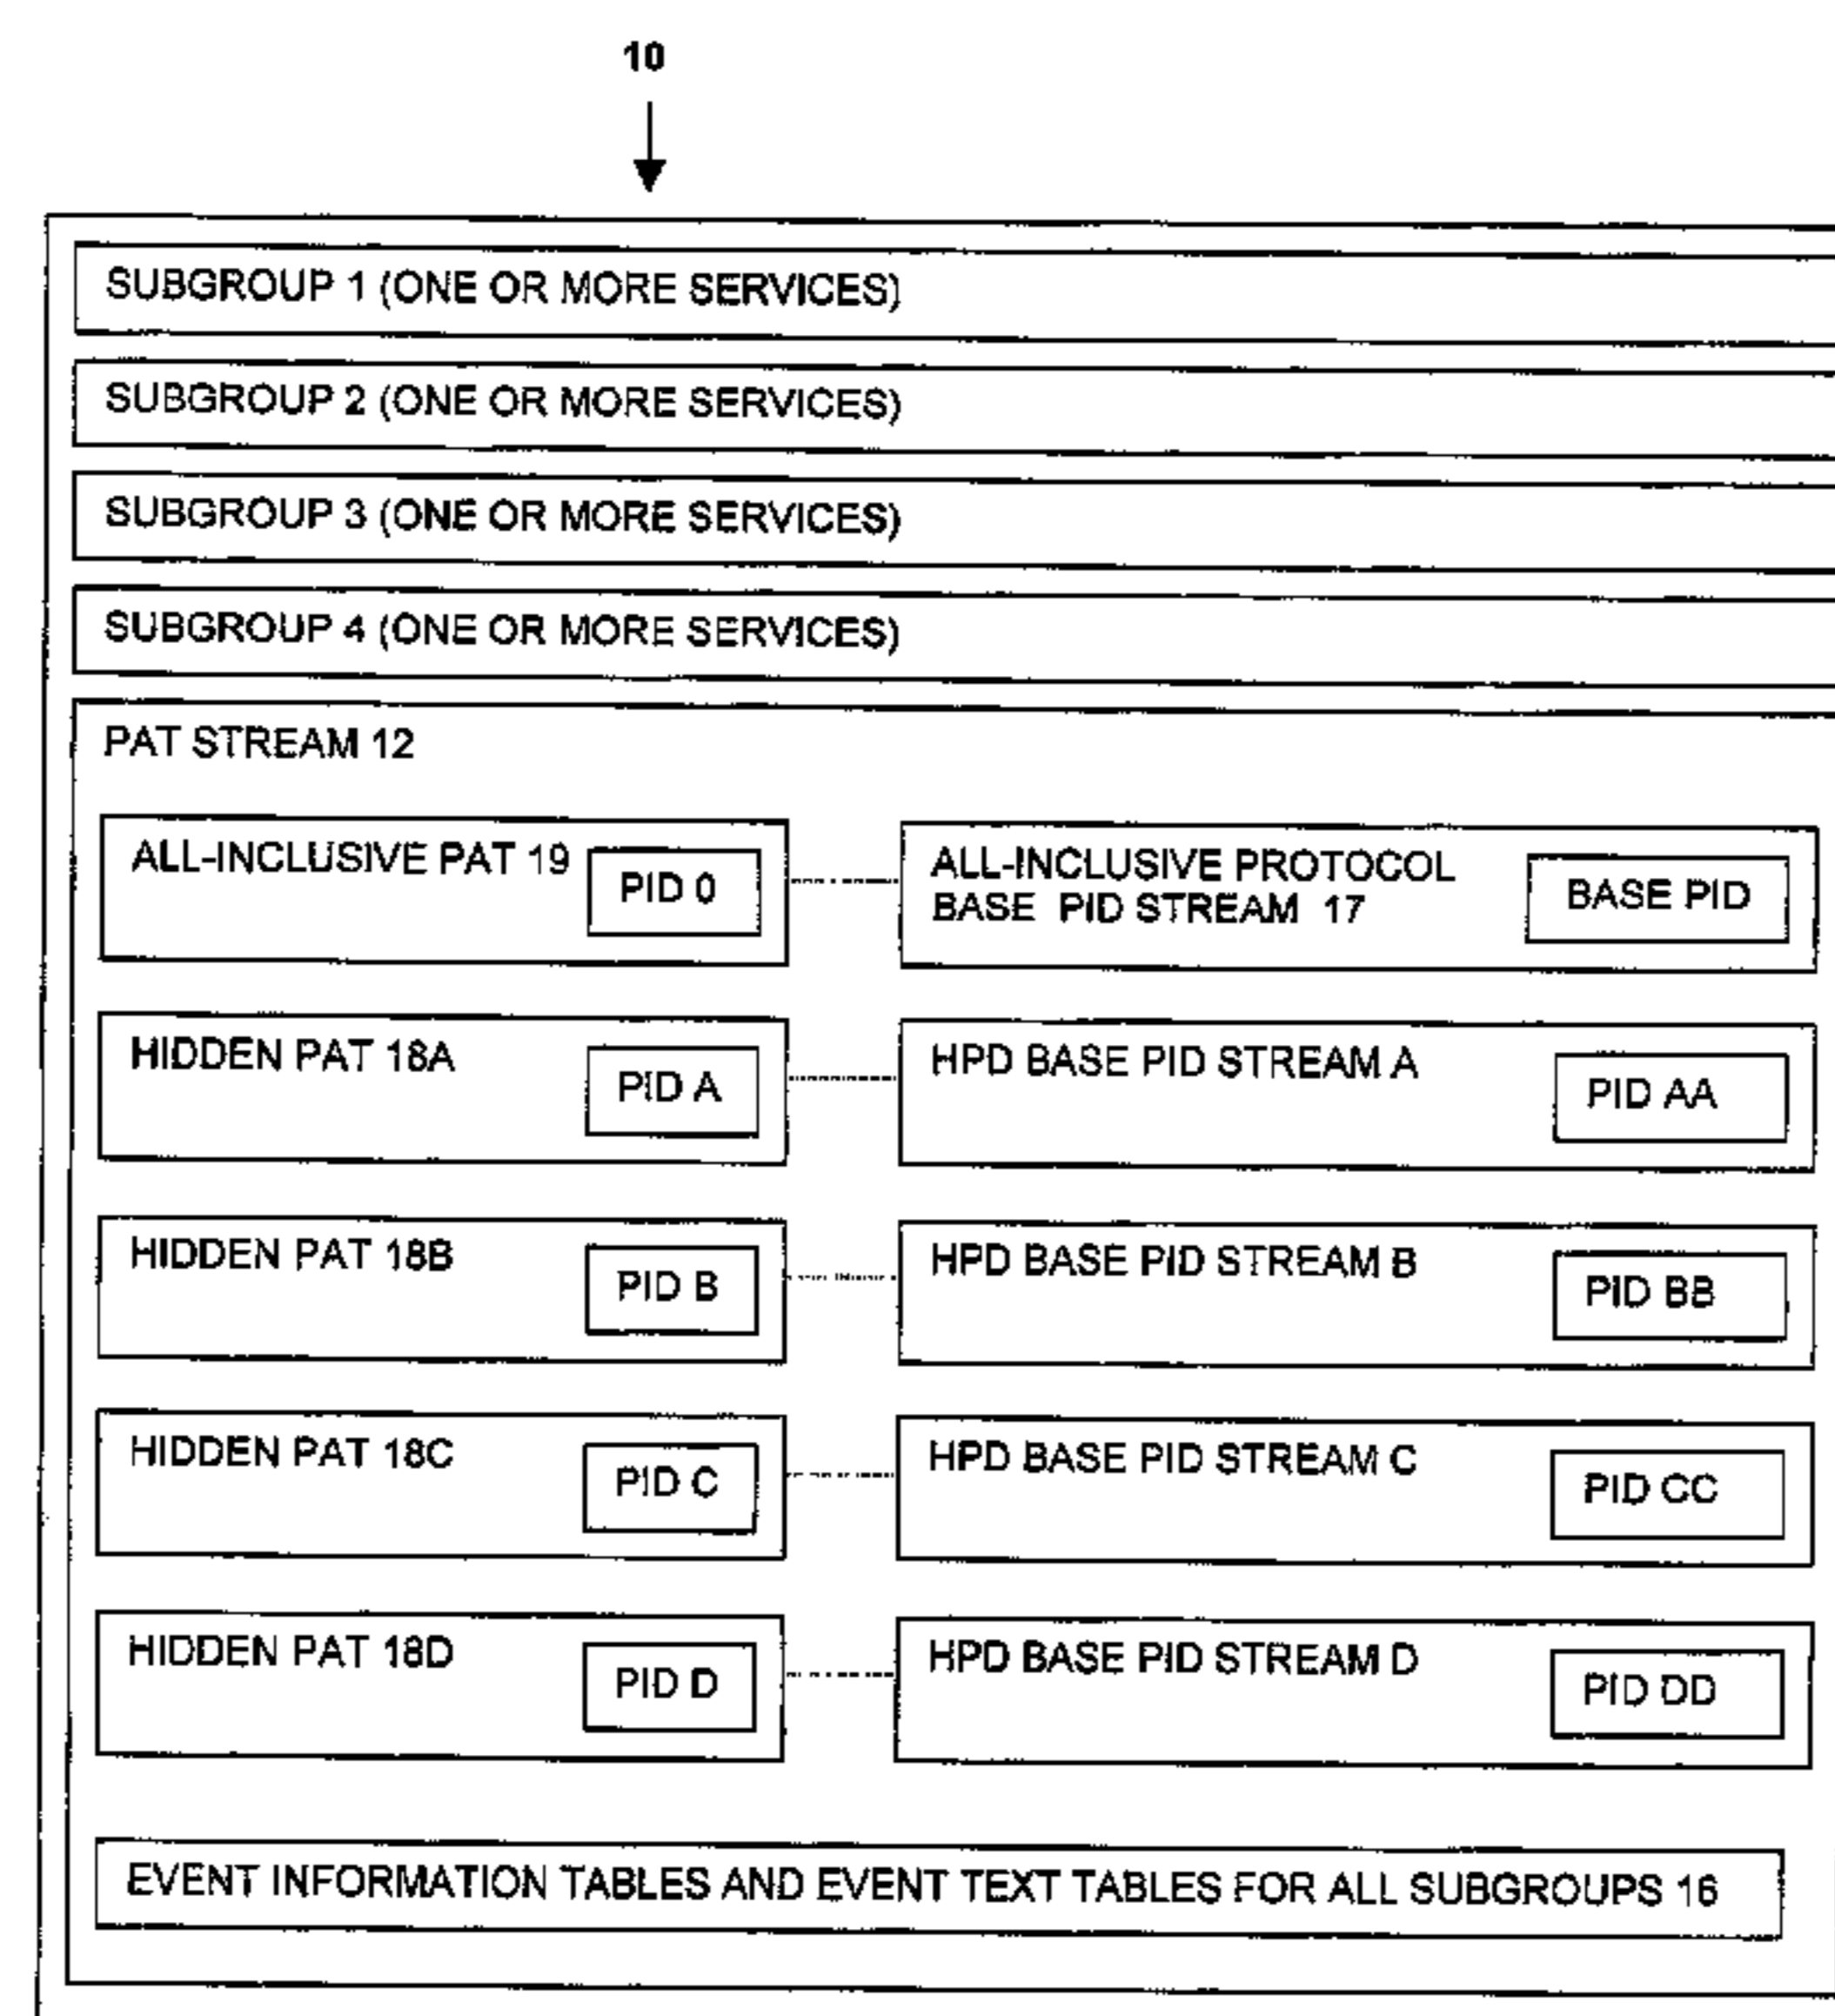 10
SUBGROUP 1 (ONE OR MORE SERVICES)
SUBGROUP 2 (ONE OR MORE SERVICES)
SUBGROUP 3 (ONE OR MORE SERVICES)
SUBGROUP 4 (ONE OR MORE SERVICES)
PAT STREAM 12
ALL-INCLUSIVE PAT 19
PID 0
ALL-INCLUSIVE PROTOCOL
BASE PID STREAM 17
BASE PID
HIDDEN PAT 18A
PID A
HPD BASE PID STREAM A
PID AA
HIDDEN PAT 18B
PID B
HPD BASE PID STREAM B
PID BB
HIDDEN PAT 18C
PID C
HPD BASE PID STREAM C
PID CC
HIDDEN PAT 18D
PID D
HPD BASE PID STREAM D
PID DD
EVENT INFORMATION TABLES AND EVENT TEXT TABLES FOR ALL SUBGROUPS 16